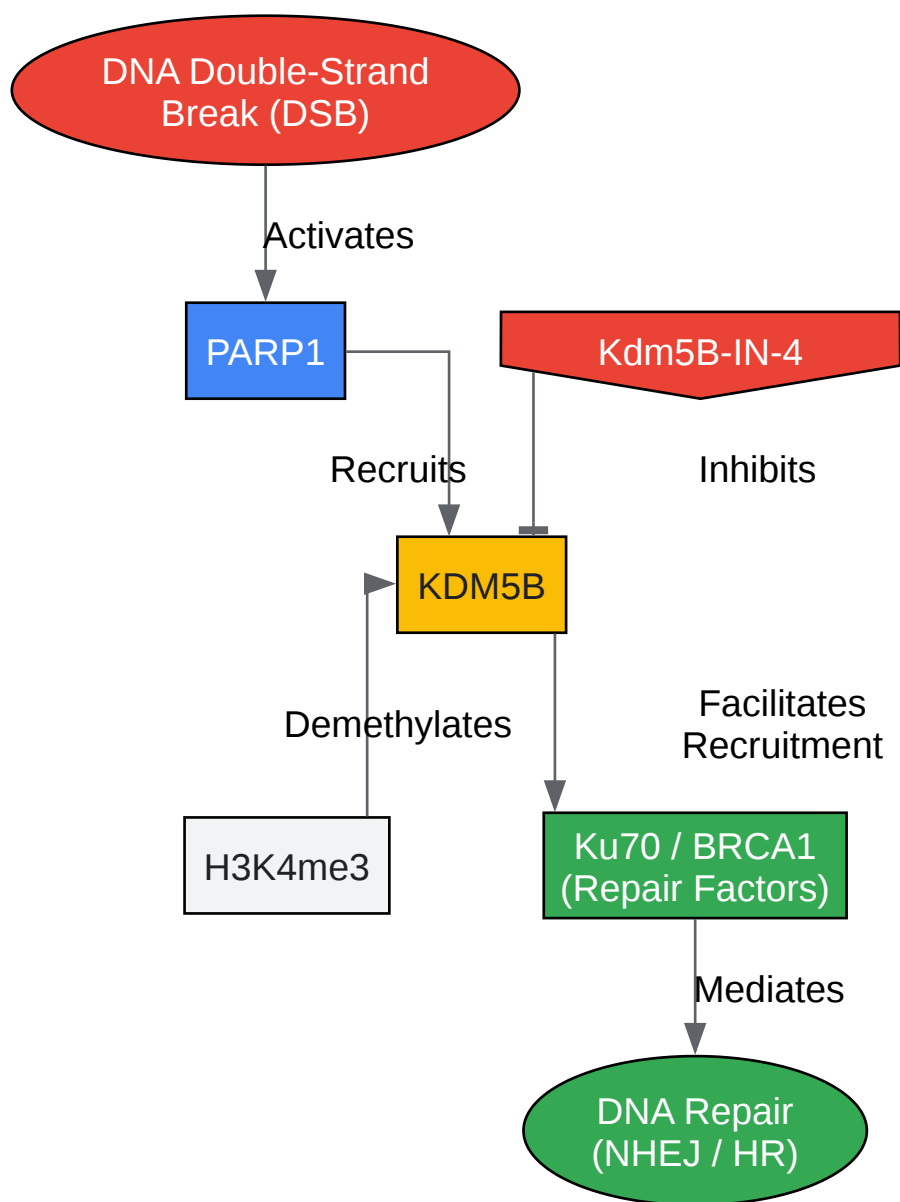 DNA Double-Strand
Break (DSB)
Activates
PARP1
Kdm5B-IN-4
Recruits
Inhibits
KDM5B
Demethylates
Facilitates
Recruitment
H3K4me3
Ku70 / BRCA1
(Repair Factors)
Mediates
DNA Repair
(NHEJ / HR)